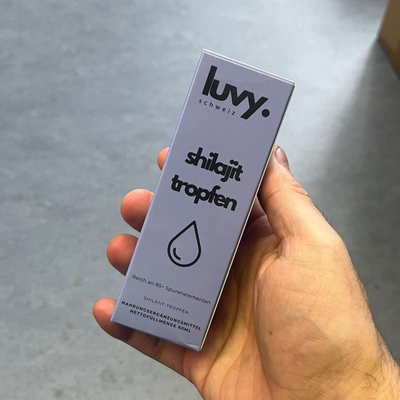 luvy.
schweiz
shilajit
tropfen
Reich an 85+ Spurenelementen
SHILAJIT TROPFEN
NAHRUNGSERGÄNZUNGSMITTEL
NETTOFÜLLMENGE 60ML